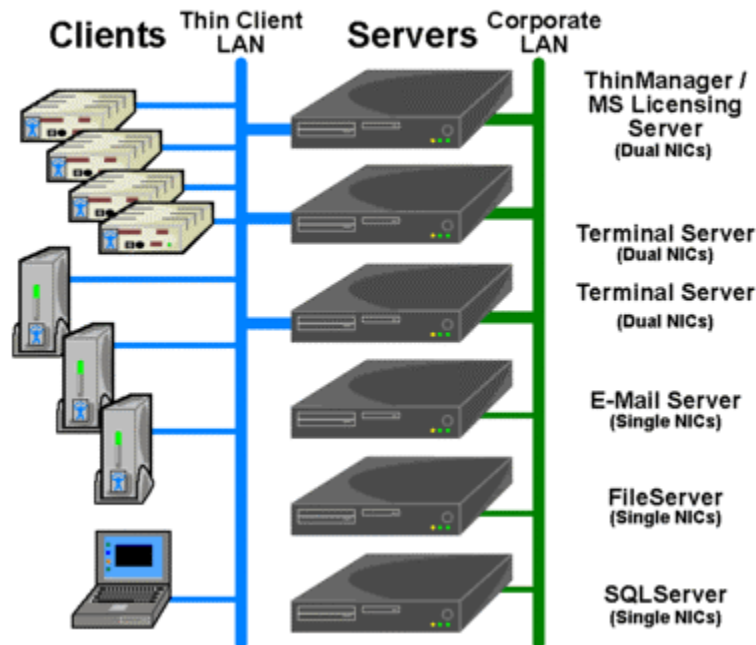 Clients
Thin Client
LAN
Servers
Corporate
LAN
ThinManager /
MS Licensing
Server
(Dual NICs)
Terminal Server
(Dual NICs)
Terminal Server
(Dual NICs)
E-Mail Server
(Single NICs)
FileServer
(Single NICs)
SQLServer
(Single NICs)